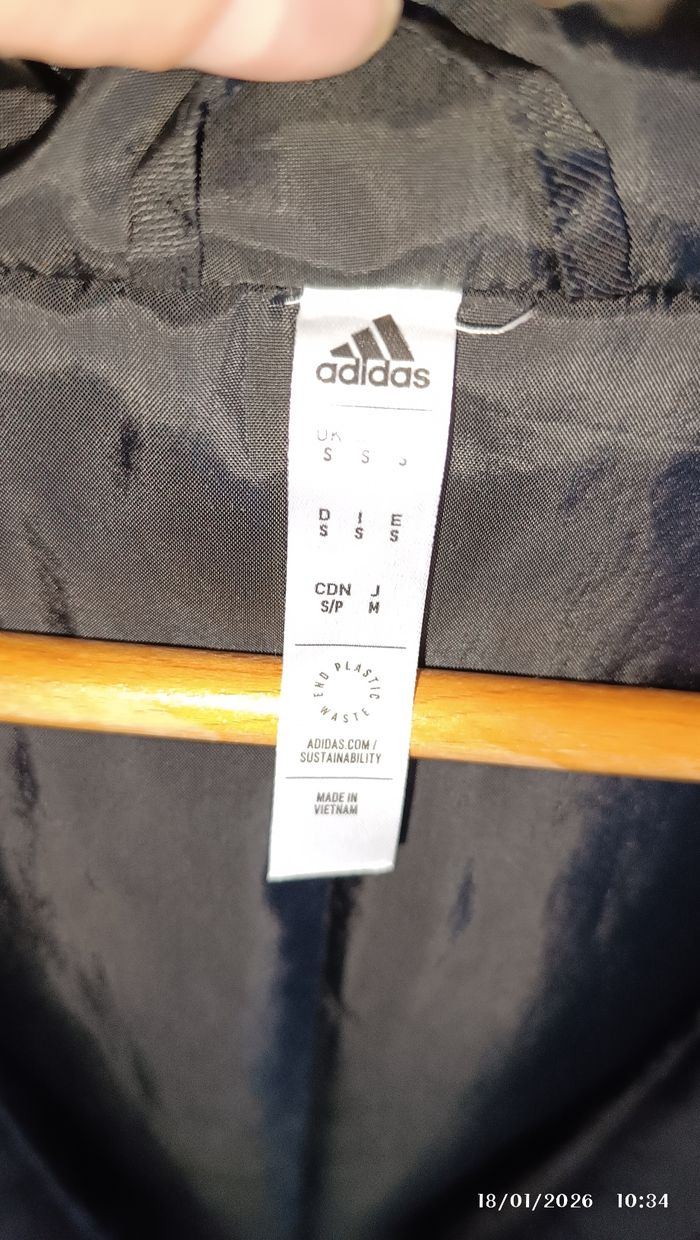 adidas
UK
S S
D I E
S S S
CDN J
S/P M
END PLASTIC WASTE
ADIDAS.COM/
SUSTAINABILITY
MADE IN
VIETNAM
18/01/2026 10:34